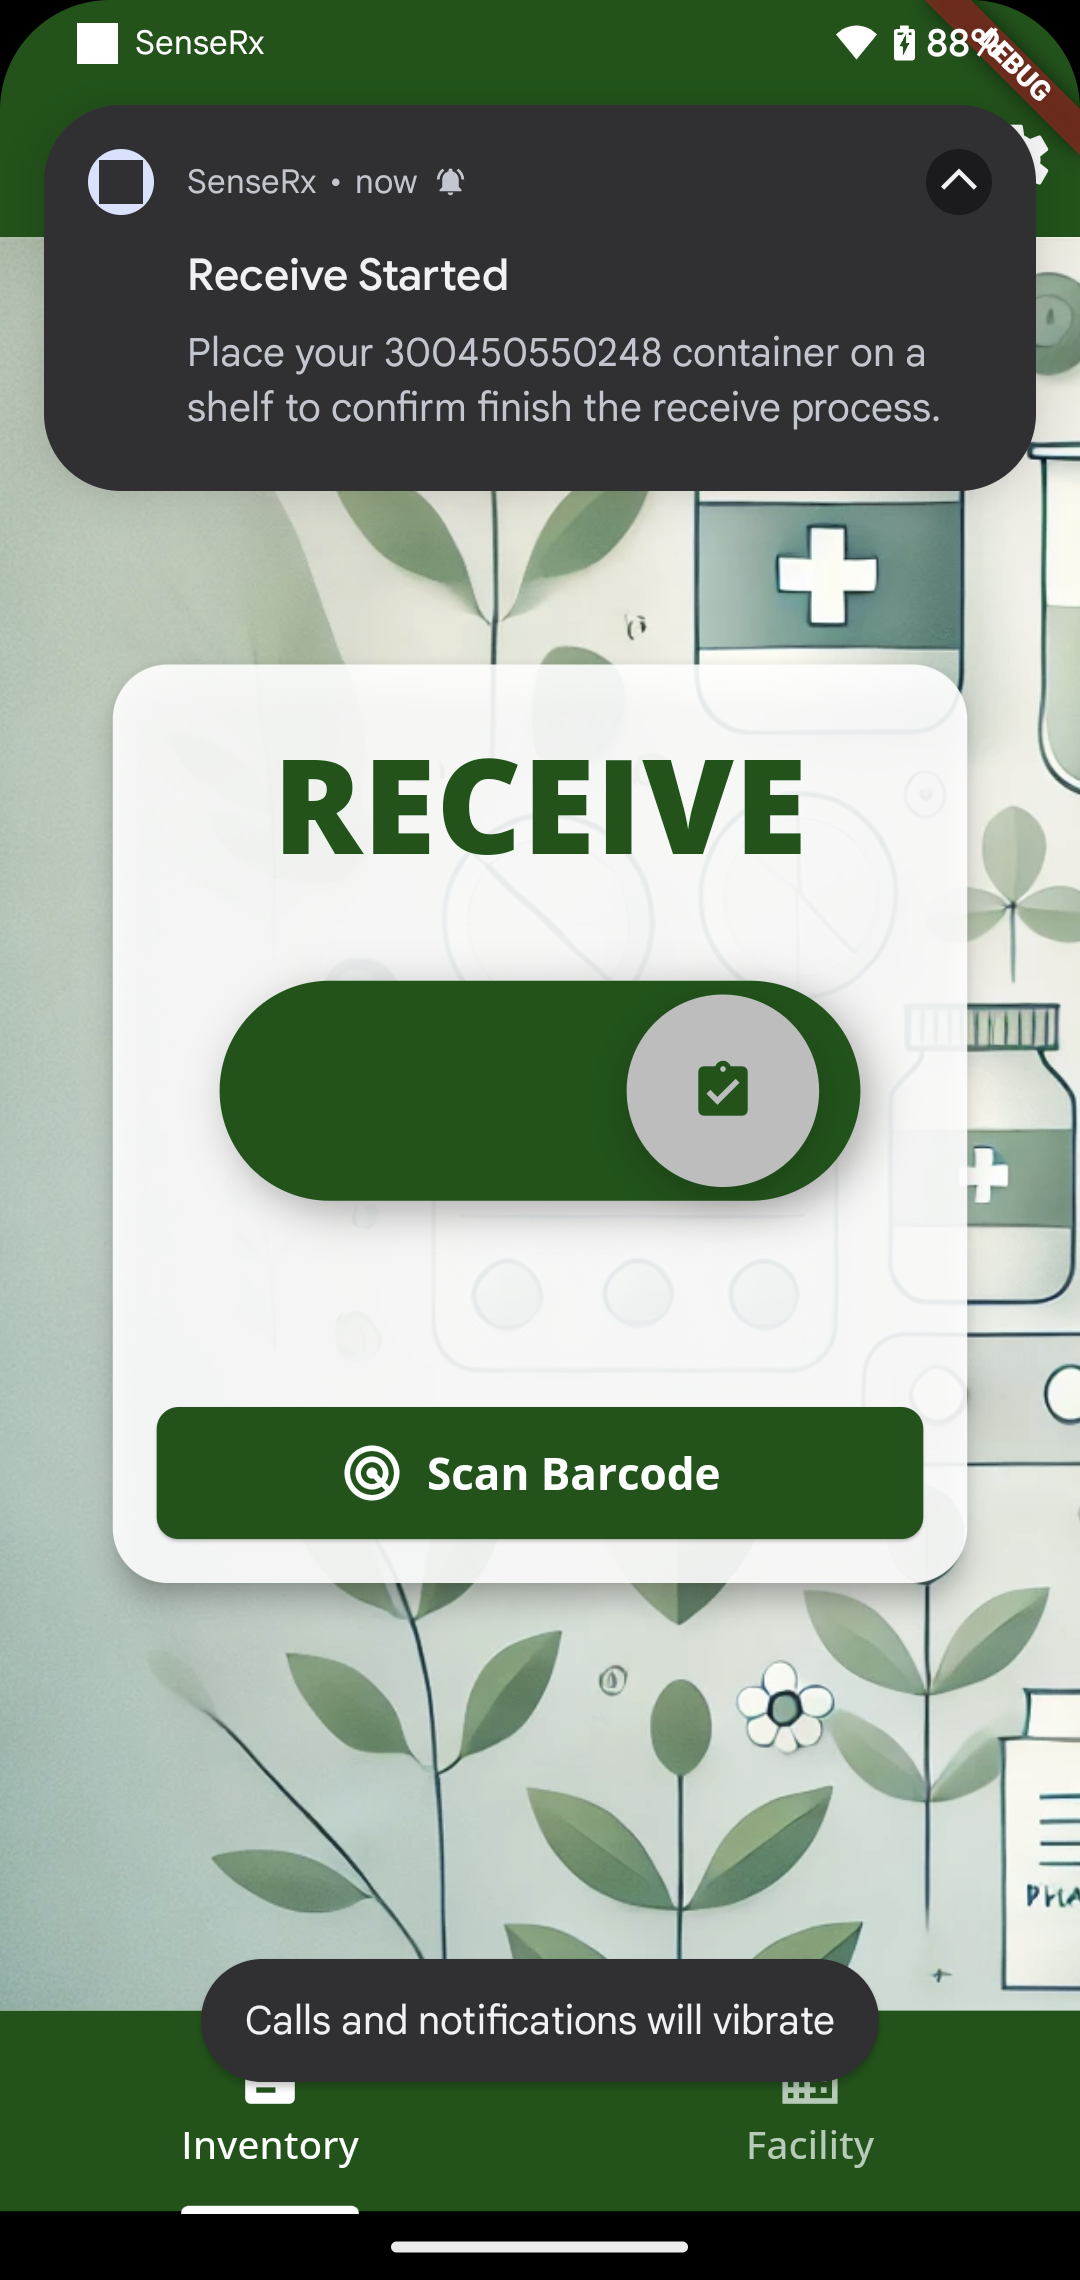 SenseRx
88%
DEBUG
SenseRx • now
Receive Started
Place your 300450550248 container on a
shelf to confirm finish the receive process.
RECEIVE
Scan Barcode
Calls and notifications will vibrate
Inventory
Facility